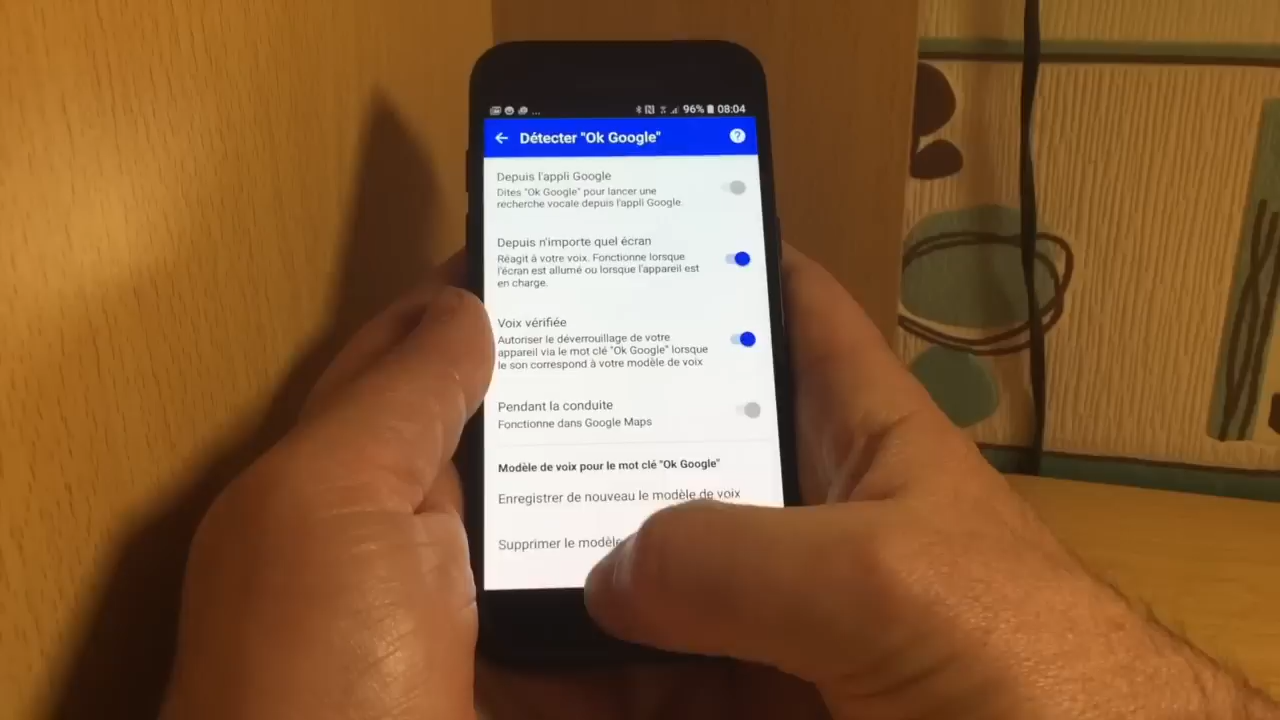 96% 08:04
Détecter "Ok Google"
Depuis l'appli Google
Dites "Ok Google" pour lancer une
recherche vocale depuis l'appli Google.
Depuis n'importe quel écran
Réagit à votre voix. Fonctionne lorsque
l'écran est allumé ou lorsque l'appareil est
en charge.
Voix vérifiée
Autoriser le déverrouillage de votre
appareil via le mot clé "Ok Google" lorsque
le son correspond à votre modèle de voix
Pendant la conduite
Fonctionne dans Google Maps
Modèle de voix pour le mot clé "Ok Google"
Enregistrer de nouveau le modèle de voix
Supprimer le modèle